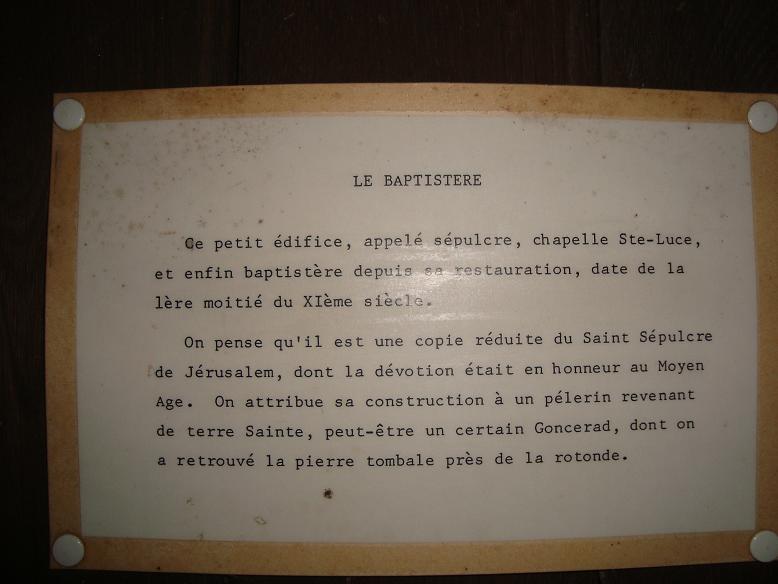 LE BAPTISTERE
Ce petit édifice, appelé sépulcre, chapelle Ste-Luce,
et enfin baptistère depuis sa restauration, date de la
lère moitié du XIème siècle.
On pense qu'il est une copie réduite du Saint Sépulcre
de Jérusalem, dont la dévotion était en honneur au Moyen
Age. On attribue sa construction à un pélerin revenant
de terre Sainte, peut-être un certain Goncerad, dont on
a retrouvé la pierre tombale près de la rotonde.